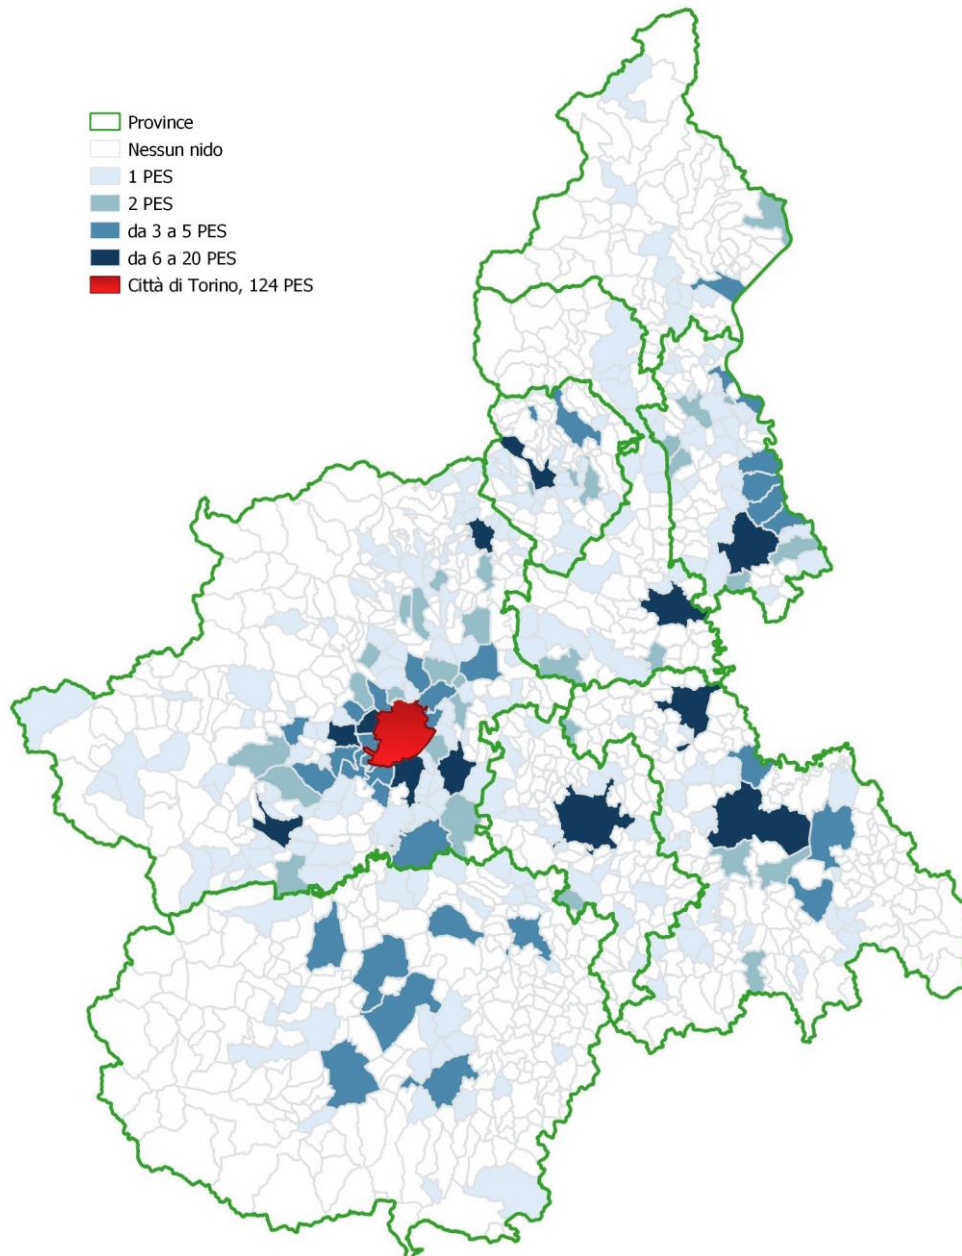 Province
Nessun nido
1 PES
2 PES
da 3 a 5 PES
da 6 a 20 PES
Città di Torino, 124 PES